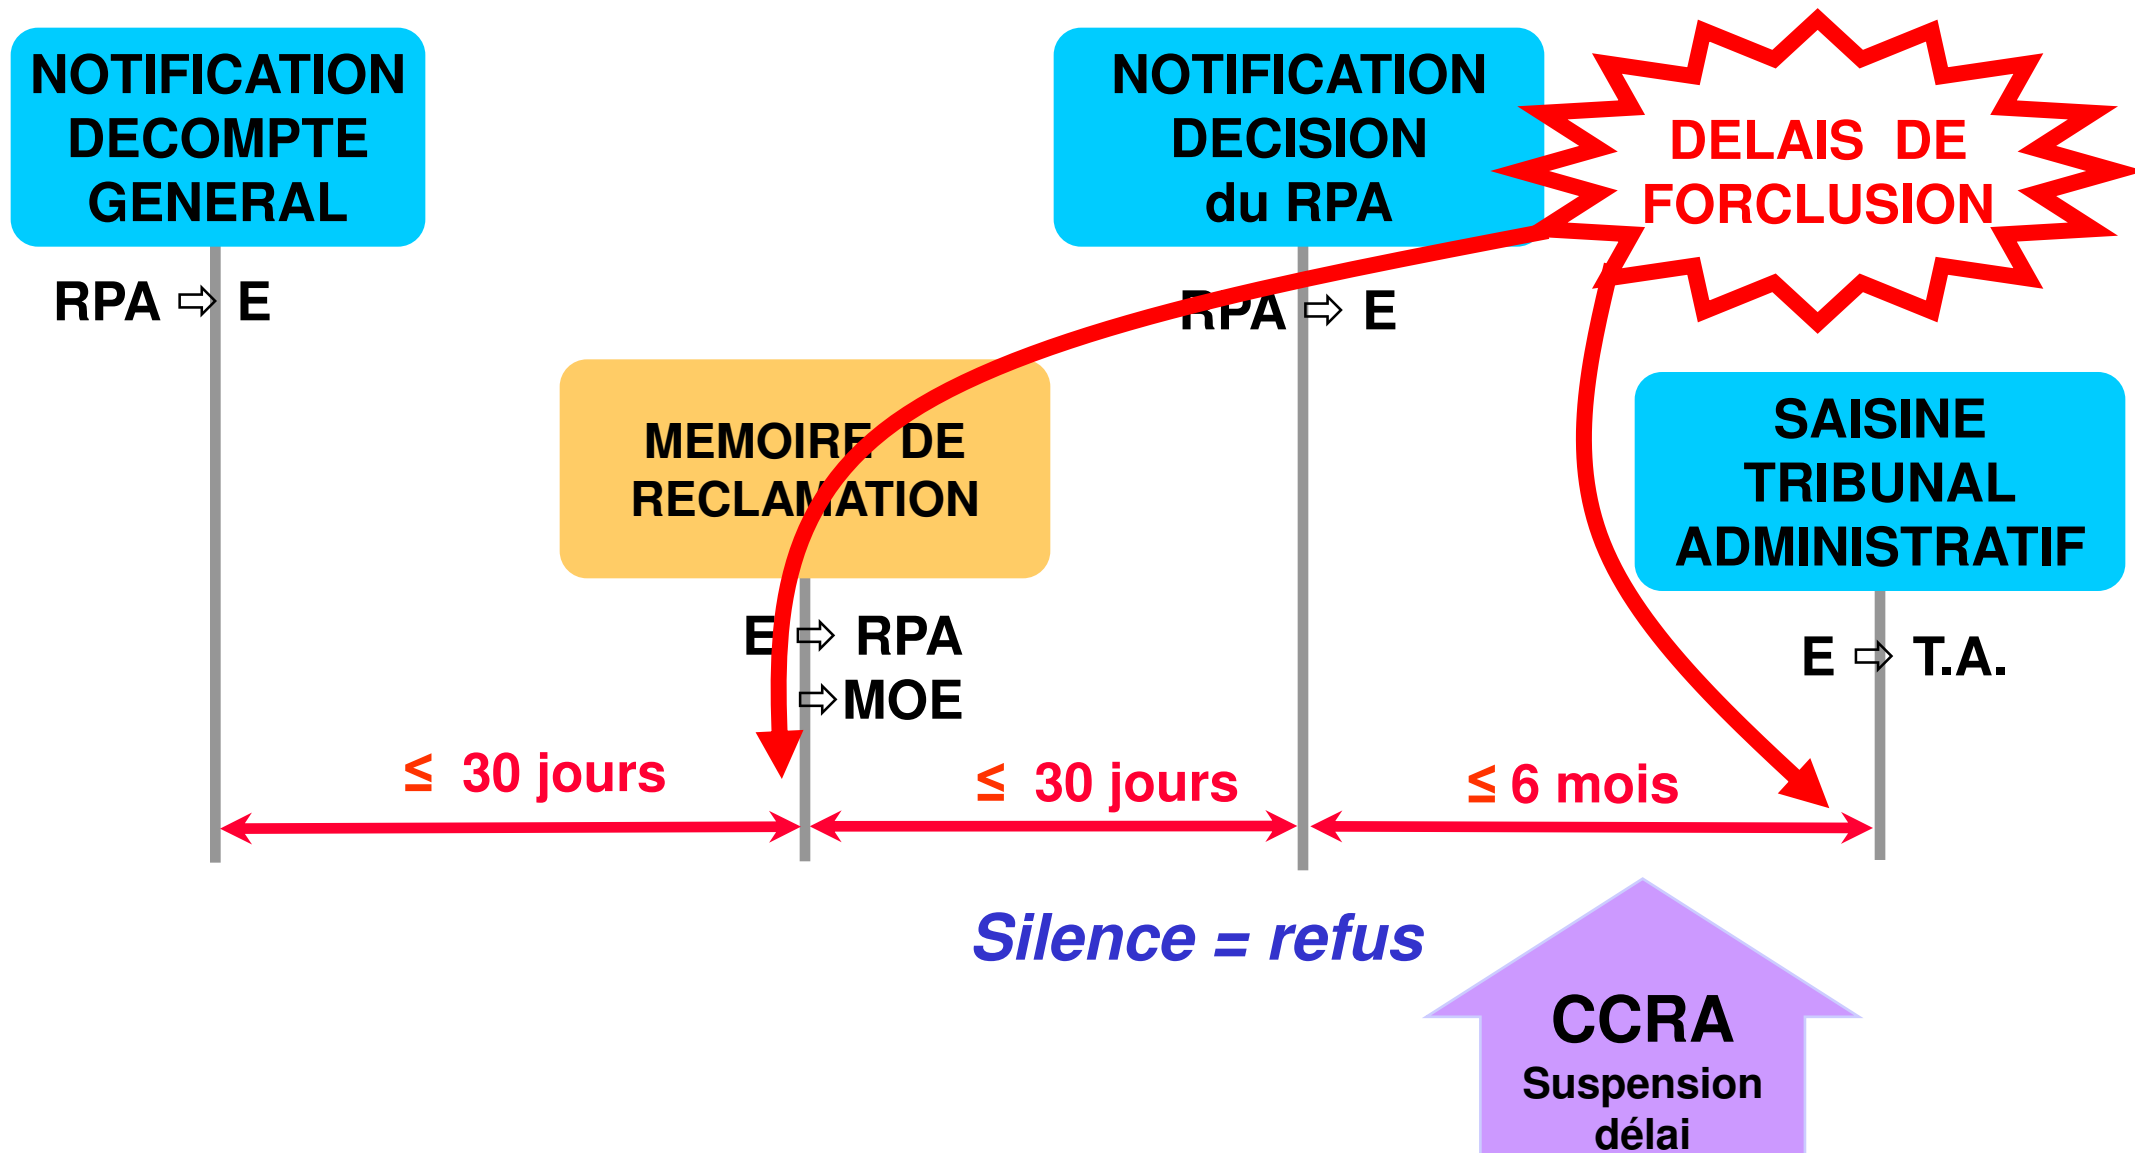 NOTIFICATION
DECOMPTE
GENERAL
RPA ⇨ E
NOTIFICATION
DECISION
du RPA
RPA ⇨ E
DELAIS DE
FORCLUSION
MEMOIRE DE
RECLAMATION
E ⇨ RPA
⇨MOE
SAISINE
TRIBUNAL
ADMINISTRATIF
E ⇨ T.A.
≤ 30 jours
≤ 30 jours
≤ 6 mois
Silence = refus
CCRA
Suspension
délai